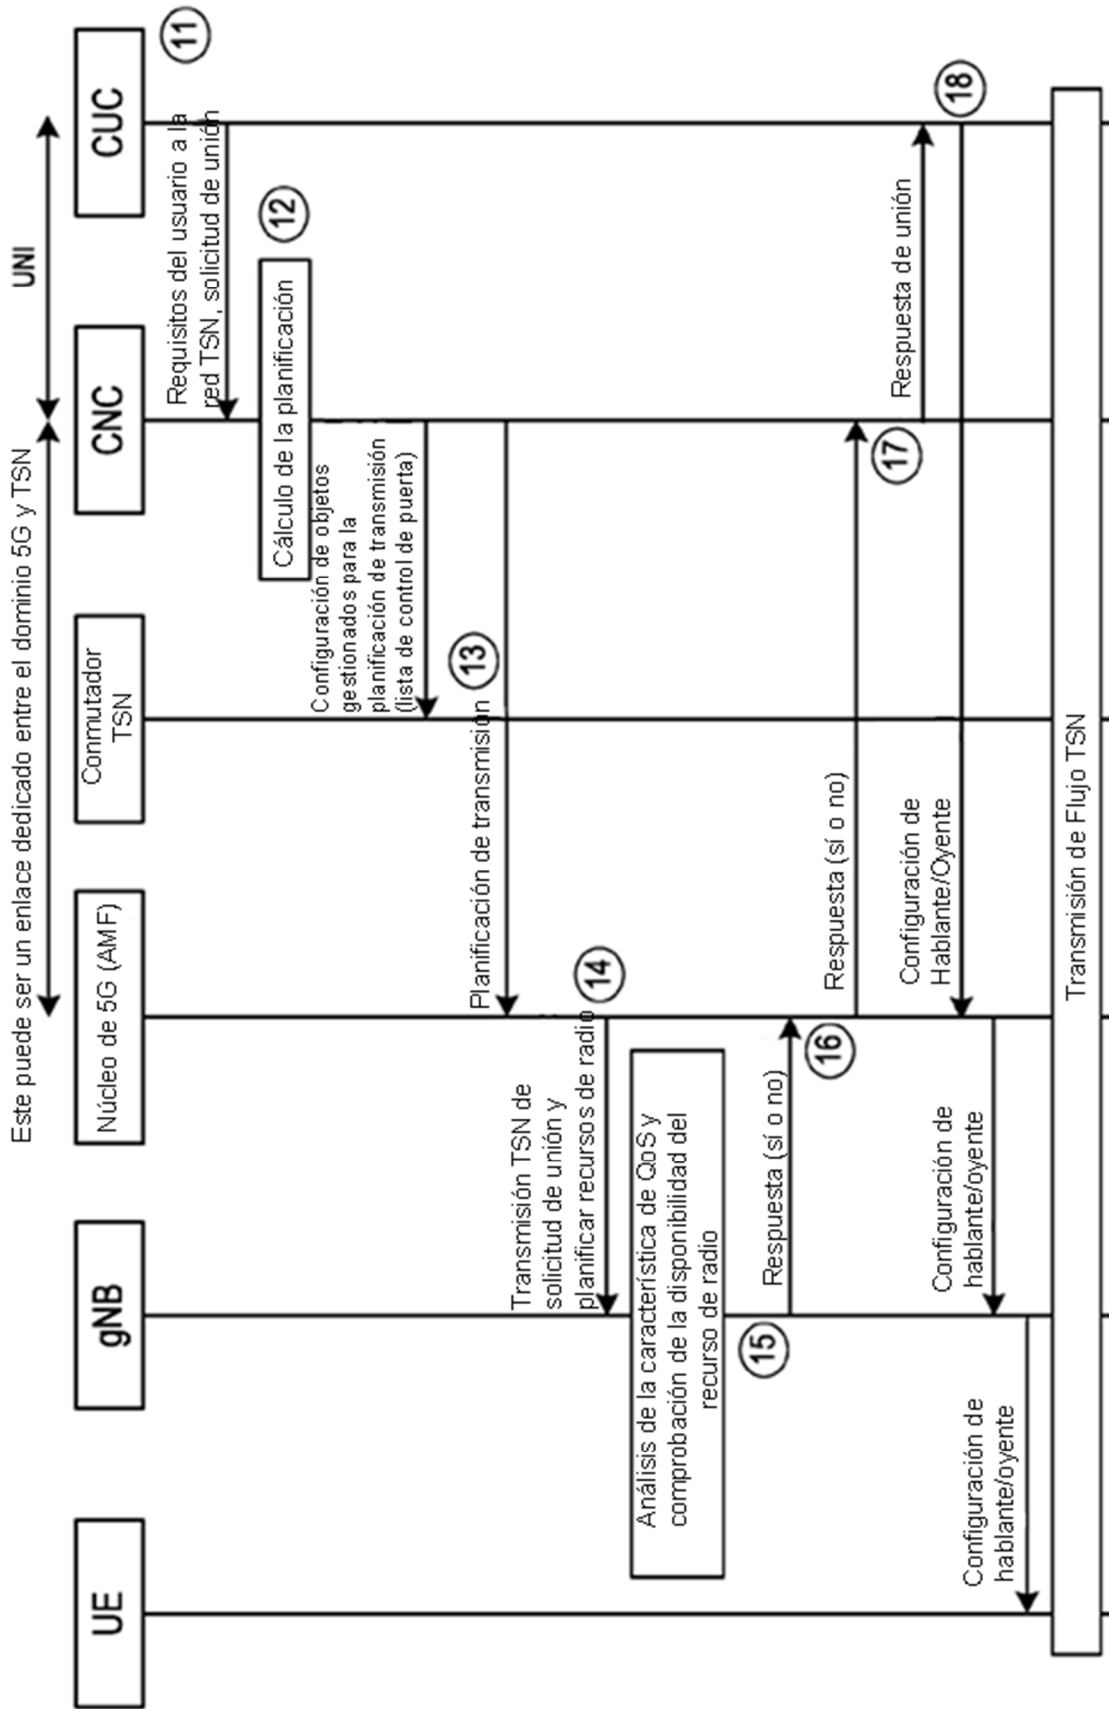 Este puede ser un enlace dedicado entre el dominio 5G y TSN
UNI
UE
gNB
Núcleo de 5G (AMF)
Conmutador
TSN
CNC
CUC
11
Requisitos del usuario a la
red TSN, solicitud de unión
12
Cálculo de la planificación
Configuración de objetos
gestionados para la
planificación de transmisión
(lista de control de puerta)
13
Planificación de transmisión
14
Transmisión TSN de
solicitud de unión y
planificar recursos de radio
Análisis de la característica de QoS y
comprobación de la disponibilidad del
recurso de radio
15
Respuesta (sí o no)
16
Respuesta (sí o no)
17
Respuesta de unión
18
Configuración de
Hablante/Oyente
Configuración de
hablante/oyente
Configuración de
hablante/oyente
Transmisión de Flujo TSN